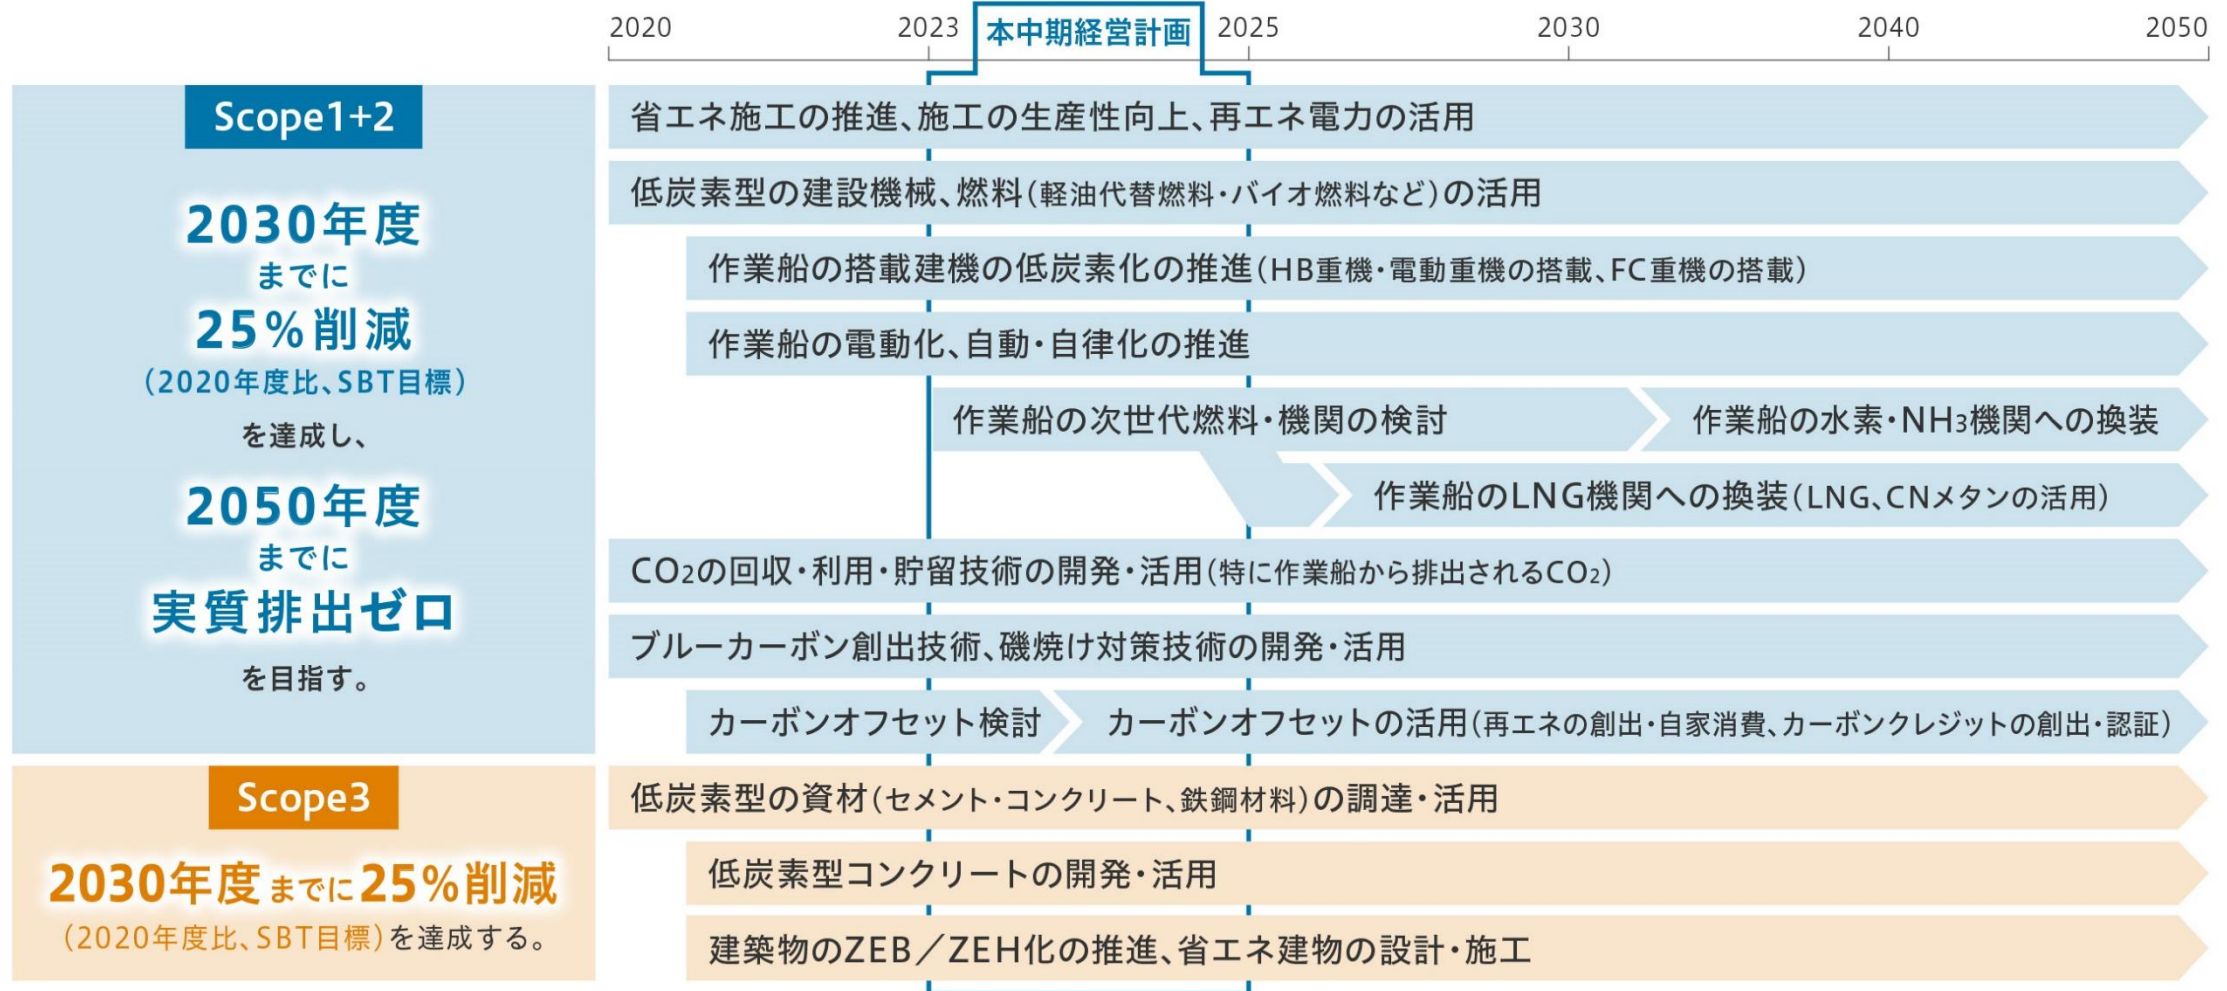 2020 2023 本中期経営計画 2025 2030 2040 2050
Scope1+2
2030年度
までに
25%削減
(2020年度比、SBT目標)
を達成し、
2050年度
までに
実質排出ゼロ
を目指す。
省エネ施工の推進、施工の生産性向上、再エネ電力の活用
低炭素型の建設機械、燃料(軽油代替燃料・バイオ燃料など)の活用
作業船の搭載建機の低炭素化の推進(HB重機・電動重機の搭載、FC重機の搭載)
作業船の電動化、自動・自律化の推進
作業船の次世代燃料・機関の検討 作業船の水素・NH3機関への換装
作業船のLNG機関への換装(LNG、CNメタンの活用)
CO2の回収・利用・貯留技術の開発・活用(特に作業船から排出されるCO2)
ブルーカーボン創出技術、磯焼け対策技術の開発・活用
カーボンオフセット検討 カーボンオフセットの活用(再エネの創出・自家消費、カーボンクレジットの創出・認証)
Scope3
2030年度までに25%削減
(2020年度比、SBT目標)を達成する。
低炭素型の資材(セメント・コンクリート、鉄鋼材料)の調達・活用
低炭素型コンクリートの開発・活用
建築物のZEB／ZEH化の推進、省エネ建物の設計・施工